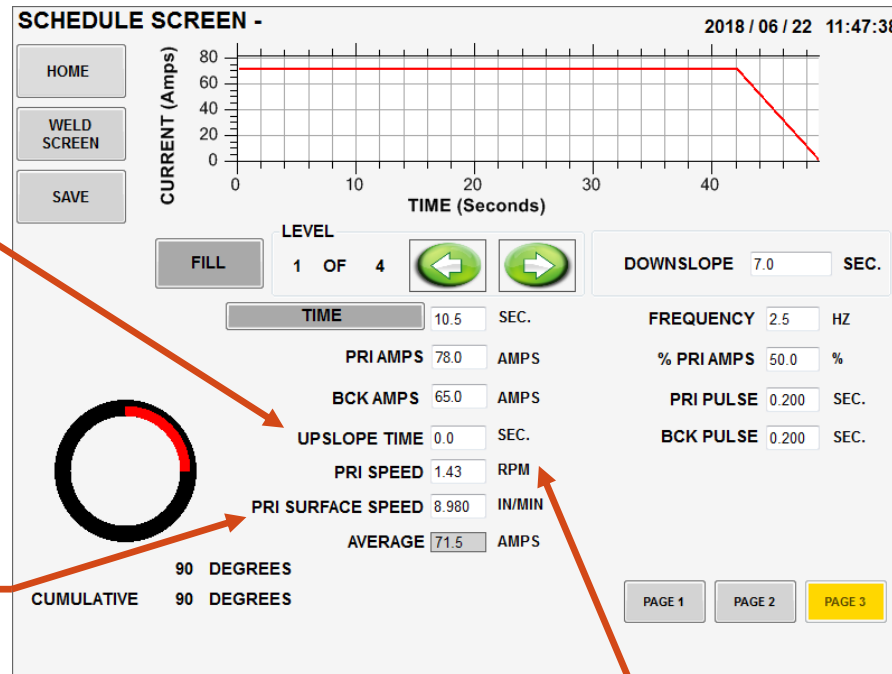 SCHEDULE SCREEN -
2018 / 06 / 22 11:47:38
HOME
WELD
SCREEN
SAVE
CURRENT (Amps)
80
60
40
20
0
0 10 20 30 40
TIME (Seconds)
FILL
LEVEL
1 OF 4
DOWNSLOPE 7.0 SEC.
TIME 10.5 SEC.
FREQUENCY 2.5 HZ
PRI AMPS 78.0 AMPS
% PRI AMPS 50.0 %
BCK AMPS 65.0 AMPS
PRI PULSE 0.200 SEC.
UPSLOPE TIME 0.0 SEC.
BCK PULSE 0.200 SEC.
PRI SPEED 1.43 RPM
PRI SURFACE SPEED 8.980 IN/MIN
AVERAGE 71.5 AMPS
90 DEGREES
CUMULATIVE 90 DEGREES
PAGE 1 PAGE 2 PAGE 3